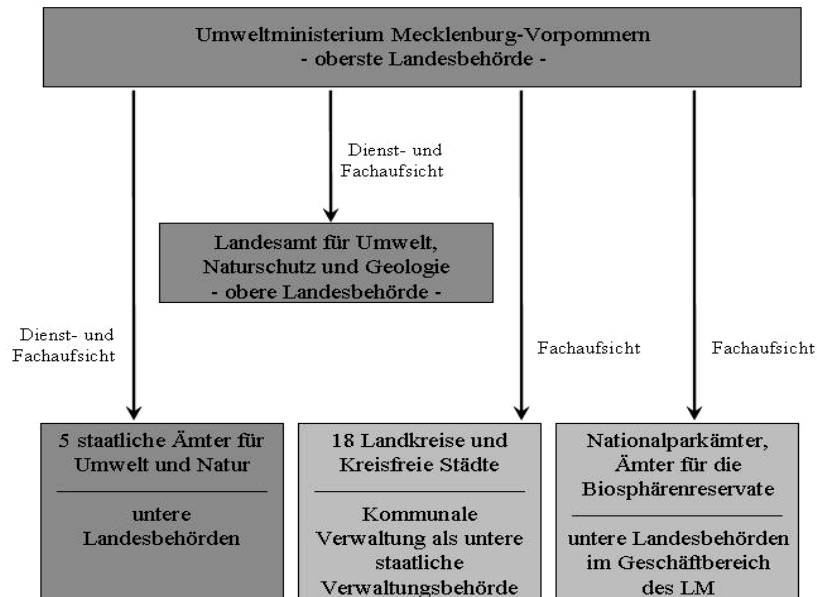 Umweltministerium Mecklenburg-Vorpommern
- oberste Landesbehörde -
Dienst- und
Fachaufsicht
Landesamt für Umwelt,
Naturschutz und Geologie
- obere Landesbehörde -
Dienst- und
Fachaufsicht
Fachaufsicht
Fachaufsicht
5 staatliche Ämter für
Umwelt und Natur
untere
Landesbehörden
18 Landkreise und
Kreisfreie Städte
Kommunale
Verwaltung als untere
staatliche
Verwaltungsbehörde
Nationalparkämter,
Ämter für die
Biosphärenreservate
untere Landesbehörden
im Geschäftbereich
des LM